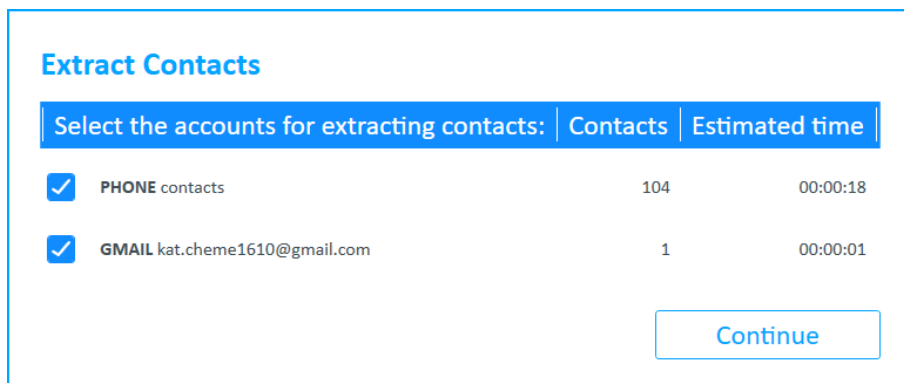 Extract Contacts
Select the accounts for extracting contacts: Contacts Estimated time
PHONE contacts 104 00:00:18
GMAIL kat.cheme1610@gmail.com 1 00:00:01
Continue